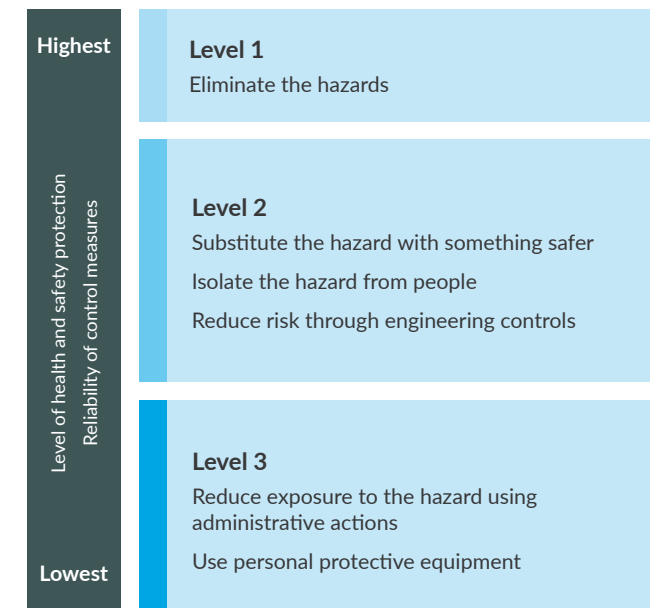 Highest
Level of health and safety protection
Reliability of control measures
Lowest
Level 1
Eliminate the hazards
Level 2
Substitute the hazard with something safer
Isolate the hazard from people
Reduce risk through engineering controls
Level 3
Reduce exposure to the hazard using
administrative actions
Use personal protective equipment